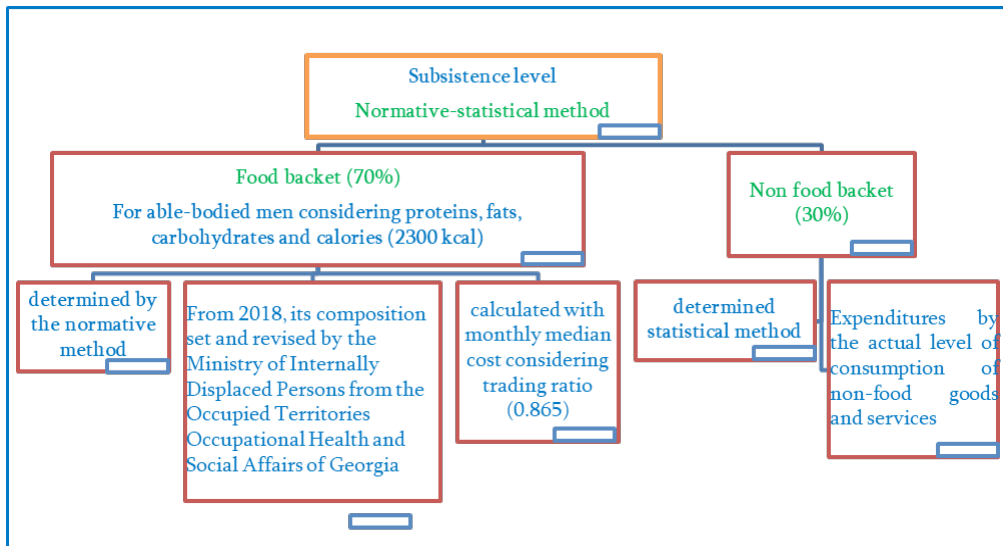 Subsistence level
Normative-statistical method
Food backet (70%)
For able-bodied men considering proteins, fats,
carbohydrates and calories (2300 kcal)
Non food backet
(30%)
determined by
the normative
method
From 2018, its composition
set and revised by the
Ministry of Internally
Displaced Persons from the
Occupied Territories
Occupational Health and
Social Affairs of Georgia
calculated with
monthly median
cost considering
trading ratio
(0.865)
determined
statistical method
Expenditures by
the actual level of
consumption of
non-food goods
and services